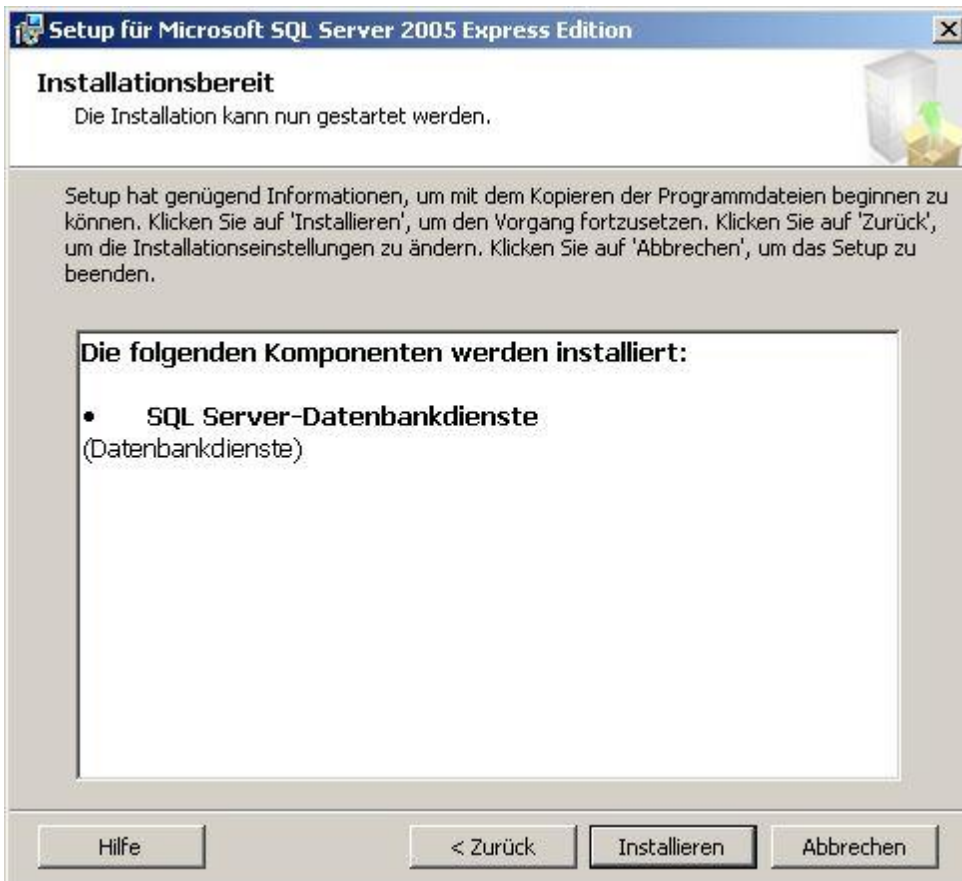 Setup für Microsoft SQL Server 2005 Express Edition
Installationsbereit
Die Installation kann nun gestartet werden.
Setup hat genügend Informationen, um mit dem Kopieren der Programmdateien beginnen zu
können. Klicken Sie auf 'Installieren', um den Vorgang fortzusetzen. Klicken Sie auf 'Zurück',
um die Installationseinstellungen zu ändern. Klicken Sie auf 'Abbrechen', um das Setup zu
beenden.
Die folgenden Komponenten werden installiert:
• SQL Server-Datenbankdienste
(Datenbankdienste)
Hilfe
< Zurück
Installieren
Abbrechen